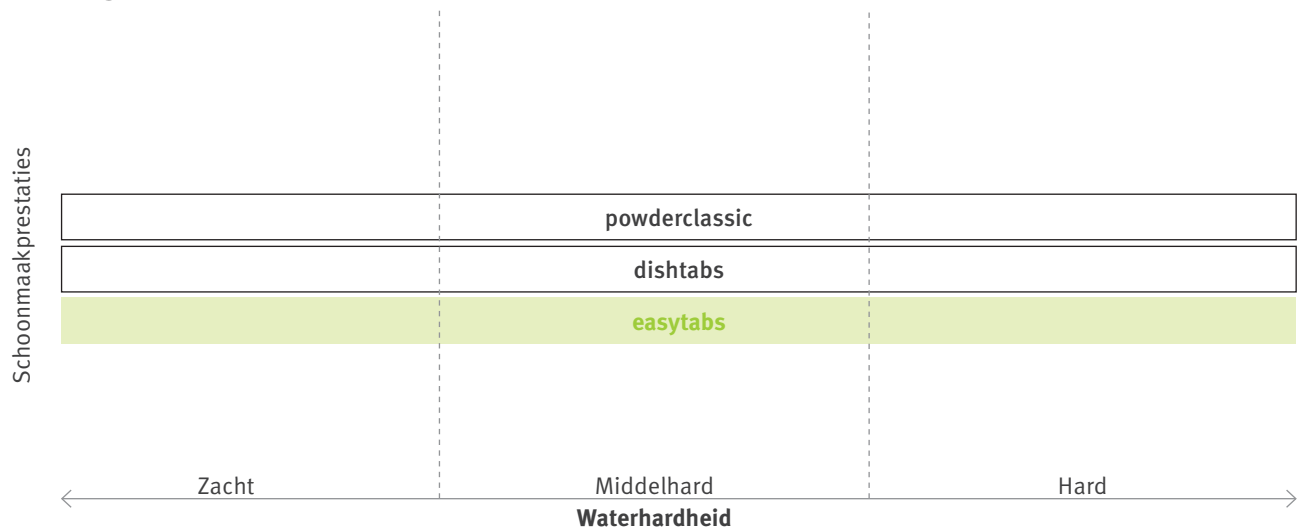 Schoonmaakprestaties
powderclassic
dishtabs
easytabs
Zacht
Middelhard
Hard
Waterhardheid